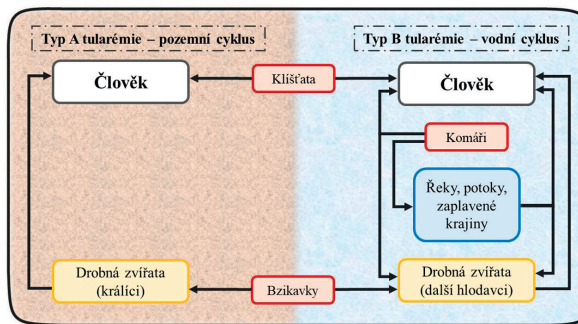 Typ A tularémie – pozemní cyklus
Typ B tularémie – vodní cyklus
Člověk
Klíšťata
Člověk
Komáři
Řeky, potoky,
zaplavené
krajiny
Drobná zvířata
(králíci)
Bzikavky
Drobná zvířata
(další hlodavci)